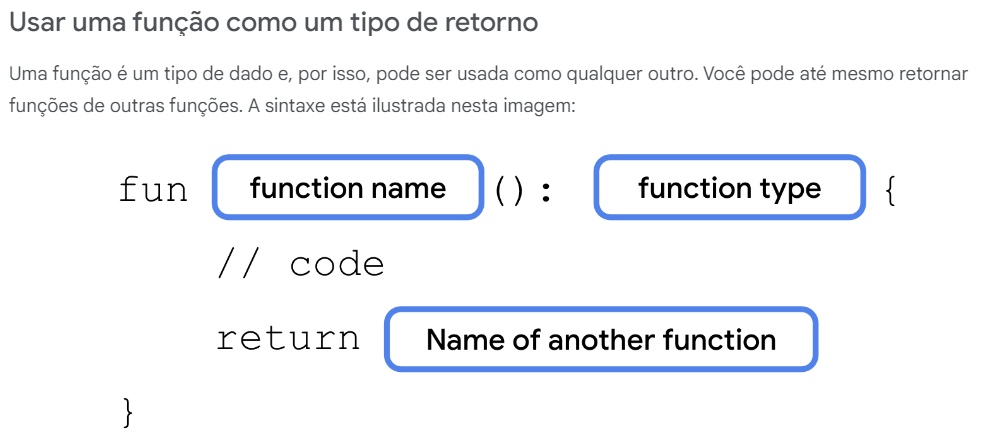 Usar uma função como um tipo de retorno
Uma função é um tipo de dado e, por isso, pode ser usada como qualquer outro. Você pode até mesmo retornar
funções de outras funções. A sintaxe está ilustrada nesta imagem:
fun function name (): function type {
// code
return Name of another function
}